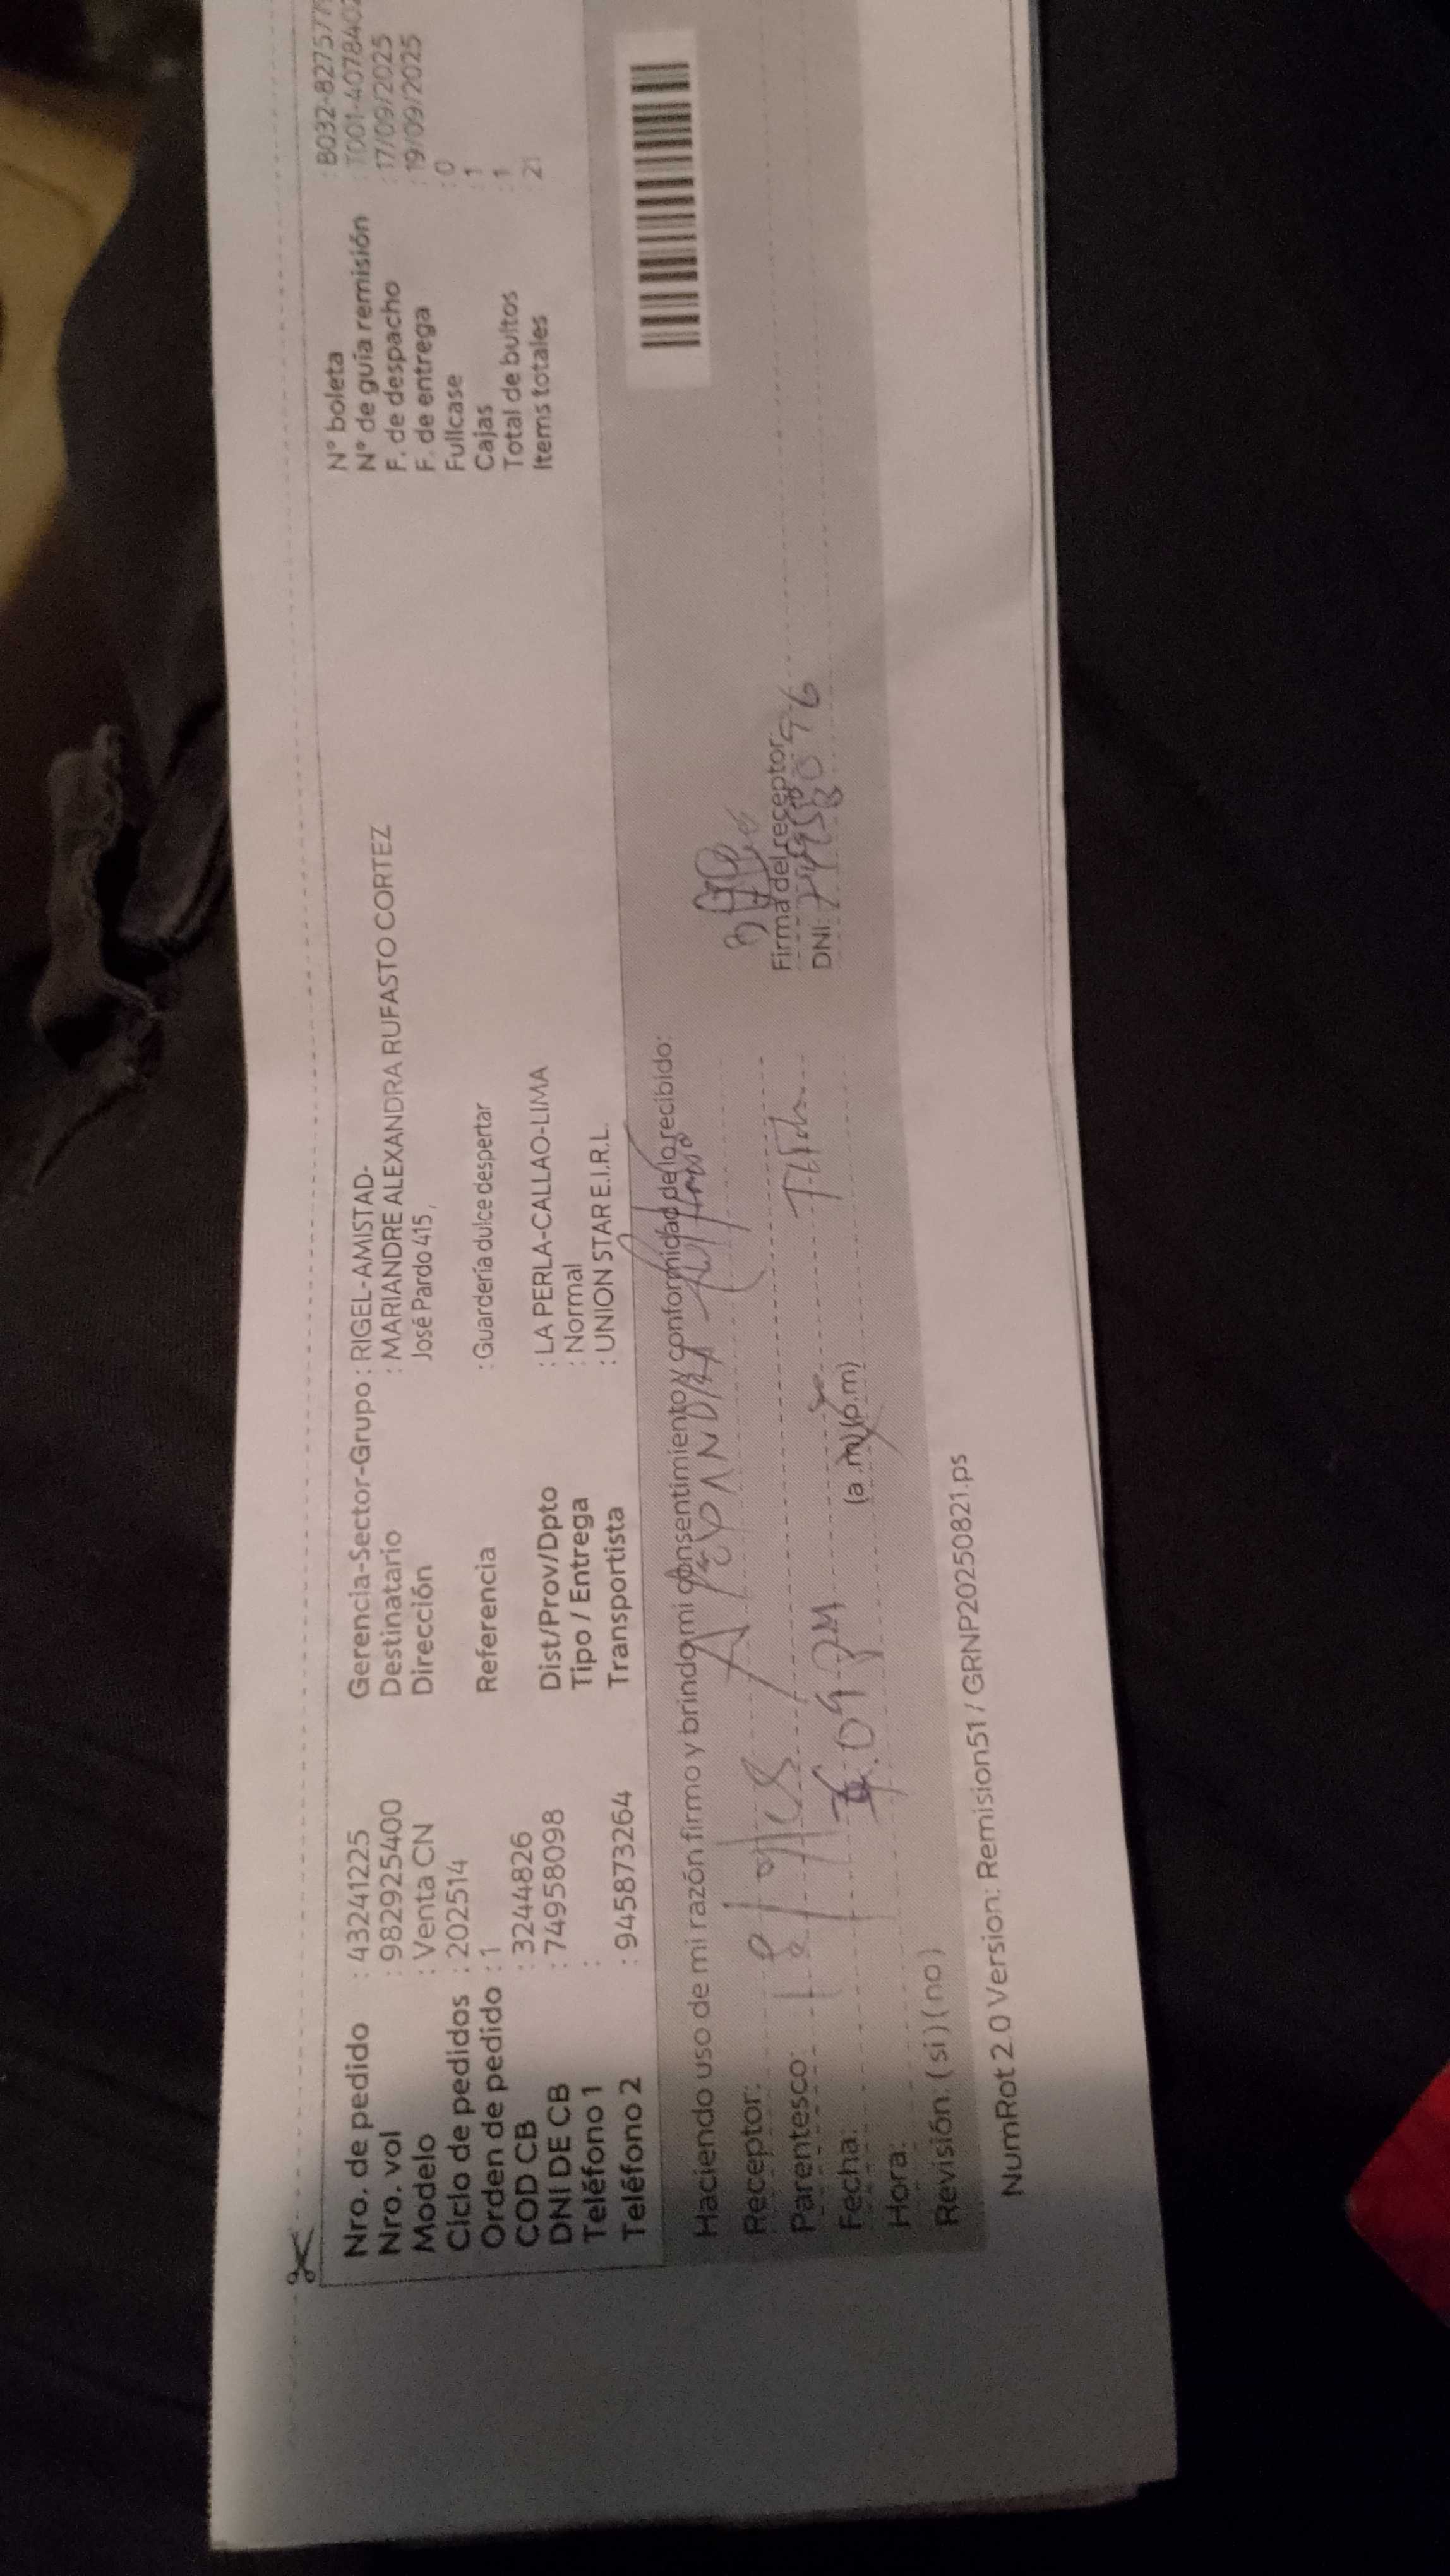 Nro. de pedido : 43241225
Nro. vol : 982925400
Modelo : Venta CN
Ciclo de pedidos : 202514
Orden de pedido : 1
COD CB : 3244826
DNI DE CB : 74958098
Teléfono 1 :
Teléfono 2 : 945873264
Gerencia-Sector-Grupo : RIGEL-AMISTAD-
Destinatario : MARIANDRE ALEXANDRA RUFASTO CORTEZ
Dirección José Pardo 415,
Referencia : Guardería dulce despertar
Dist/Prov/Dpto : LA PERLA-CALLAO-LIMA
Tipo / Entrega : Normal
Transportista : UNION STAR E.I.R.L.
N° boleta : B032-827577
N° de guía remisión : T001-407840
F. de despacho : 17/09/2025
F. de entrega : 19/09/2025
Fullcase : 0
Cajas : 1
Total de bultos : 1
Items totales 21
Haciendo uso de mi razón firmo y brindo mi consentimiento y conformidad de lo recibido:
Receptor:
Parentesco:
Fecha:
Hora: (a.m)(p.m)
Revisión: (si) (no)
Firma del receptor:
DNI:
NumRot 2.0 Version: Remision51 / GRNP20250821.ps